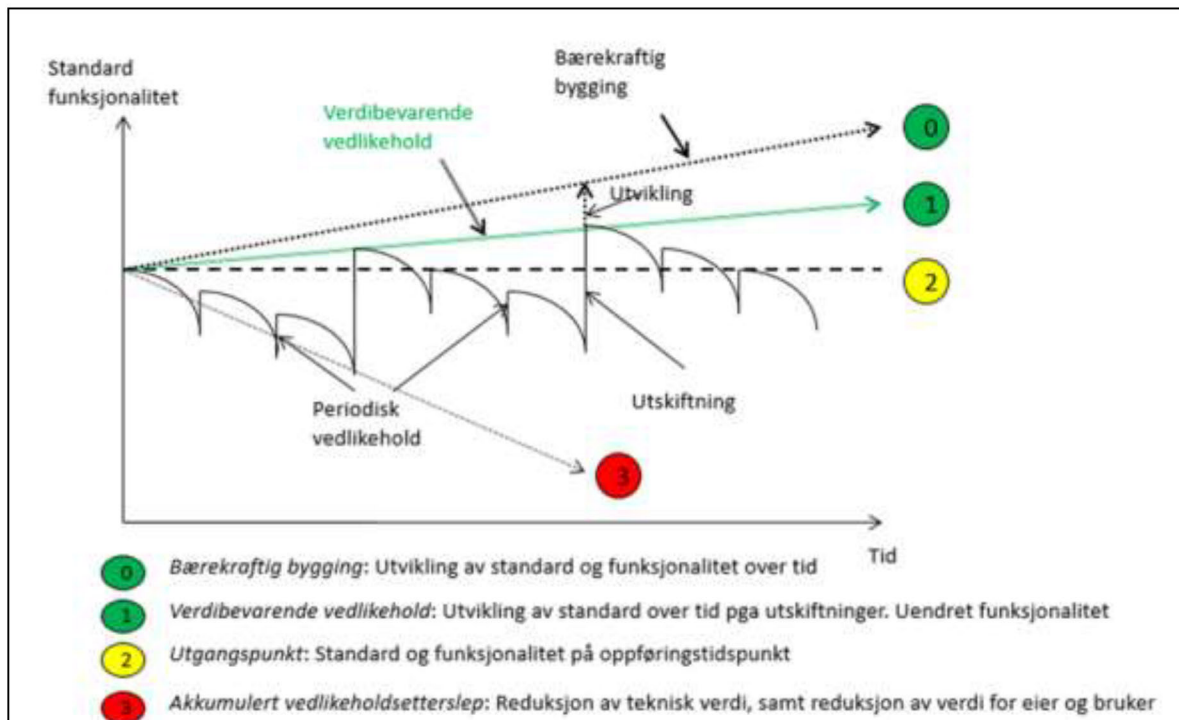 Standard
funksjonalitet
Bærekraftig
bygging
Verdibevarende
vedlikehold
0
Utvikling
1
2
Periodisk
vedlikehold
Utskiftning
3
Tid
0 Bærekraftig bygging: Utvikling av standard og funksjonalitet over tid
1 Verdibevarende vedlikehold: Utvikling av standard over tid pga utskiftninger. Uendret funksjonalitet
2 Utgangspunkt: Standard og funksjonalitet på oppføringstidspunkt
3 Akkumulert vedlikeholdsetterslep: Reduksjon av teknisk verdi, samt reduksjon av verdi for eier og bruker